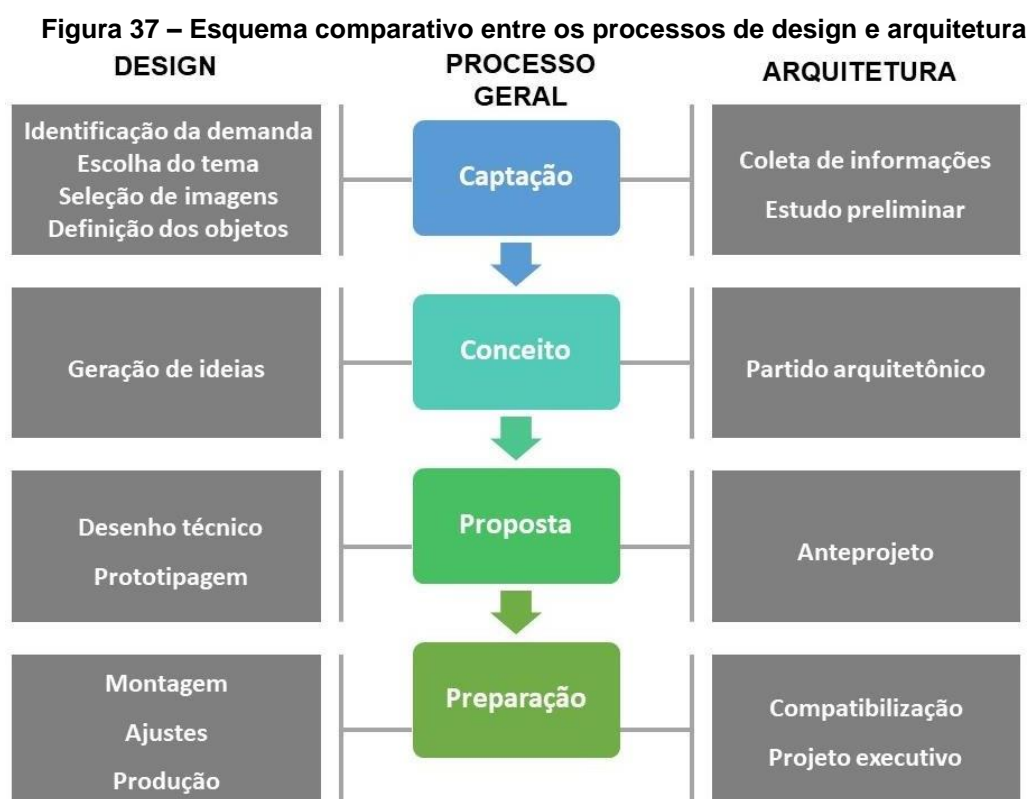 Figura 37 – Esquema comparativo entre os processos de design e arquitetura
DESIGN
PROCESSO
GERAL
ARQUITETURA
Identificação da demanda
Escolha do tema
Seleção de imagens
Definição dos objetos
Captação
Coleta de informações
Estudo preliminar
Geração de ideias
Conceito
Partido arquitetônico
Desenho técnico
Prototipagem
Proposta
Anteprojeto
Montagem
Ajustes
Produção
Preparação
Compatibilização
Projeto executivo